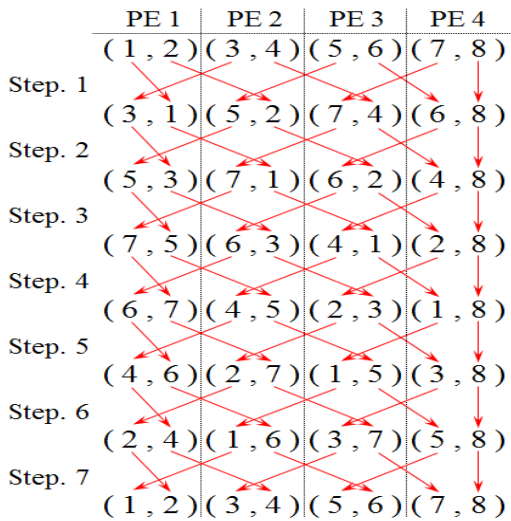 PE 1 PE 2 PE 3 PE 4
( 1 , 2 ) ( 3 , 4 ) ( 5 , 6 ) ( 7 , 8 )
Step. 1
( 3 , 1 ) ( 5 , 2 ) ( 7 , 4 ) ( 6 , 8 )
Step. 2
( 5 , 3 ) ( 7 , 1 ) ( 6 , 2 ) ( 4 , 8 )
Step. 3
( 7 , 5 ) ( 6 , 3 ) ( 4 , 1 ) ( 2 , 8 )
Step. 4
( 6 , 7 ) ( 4 , 5 ) ( 2 , 3 ) ( 1 , 8 )
Step. 5
( 4 , 6 ) ( 2 , 7 ) ( 1 , 5 ) ( 3 , 8 )
Step. 6
( 2 , 4 ) ( 1 , 6 ) ( 3 , 7 ) ( 5 , 8 )
Step. 7
( 1 , 2 ) ( 3 , 4 ) ( 5 , 6 ) ( 7 , 8 )